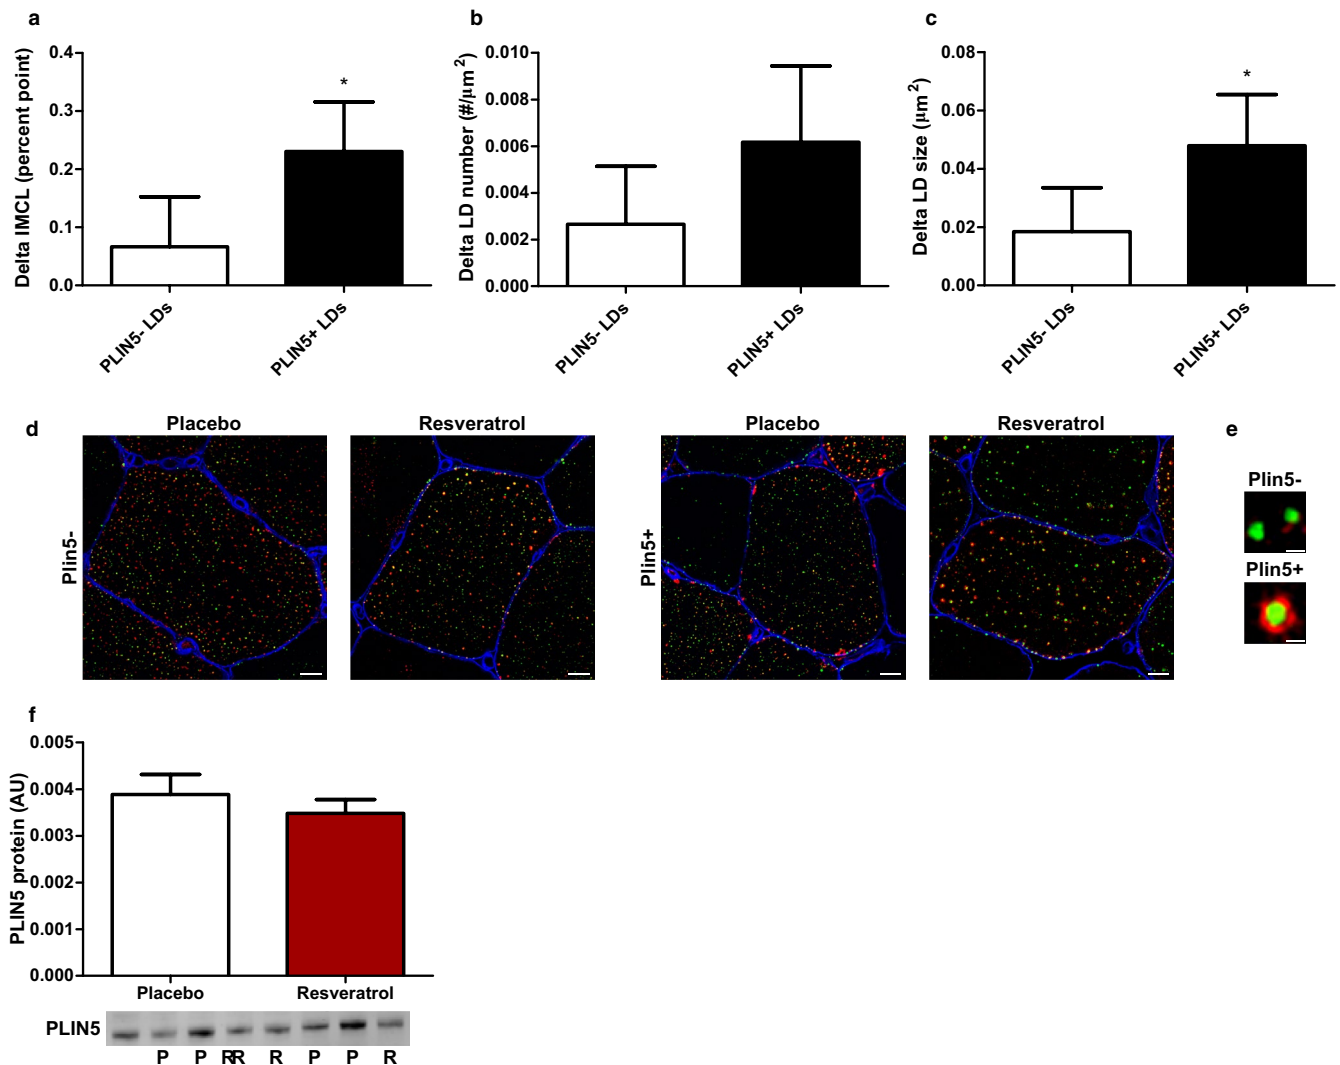 a
Delta IMCL (percent point)
0.4
0.3
0.2
0.1
0.0
*
PLIN5- LDs
PLIN5+ LDs
b
Delta LD number (#/μm²)
0.010
0.008
0.006
0.004
0.002
0.000
PLIN5- LDs
PLIN5+ LDs
c
Delta LD size (μm²)
0.08
0.06
0.04
0.02
0.00
*
PLIN5- LDs
PLIN5+ LDs
d
Placebo
Resveratrol
Placebo
Resveratrol
Plin5-
Plin5+
e
Plin5-
Plin5+
f
PLIN5 protein (AU)
0.005
0.004
0.003
0.002
0.001
0.000
Placebo
Resveratrol
PLIN5
P P RR R P P R